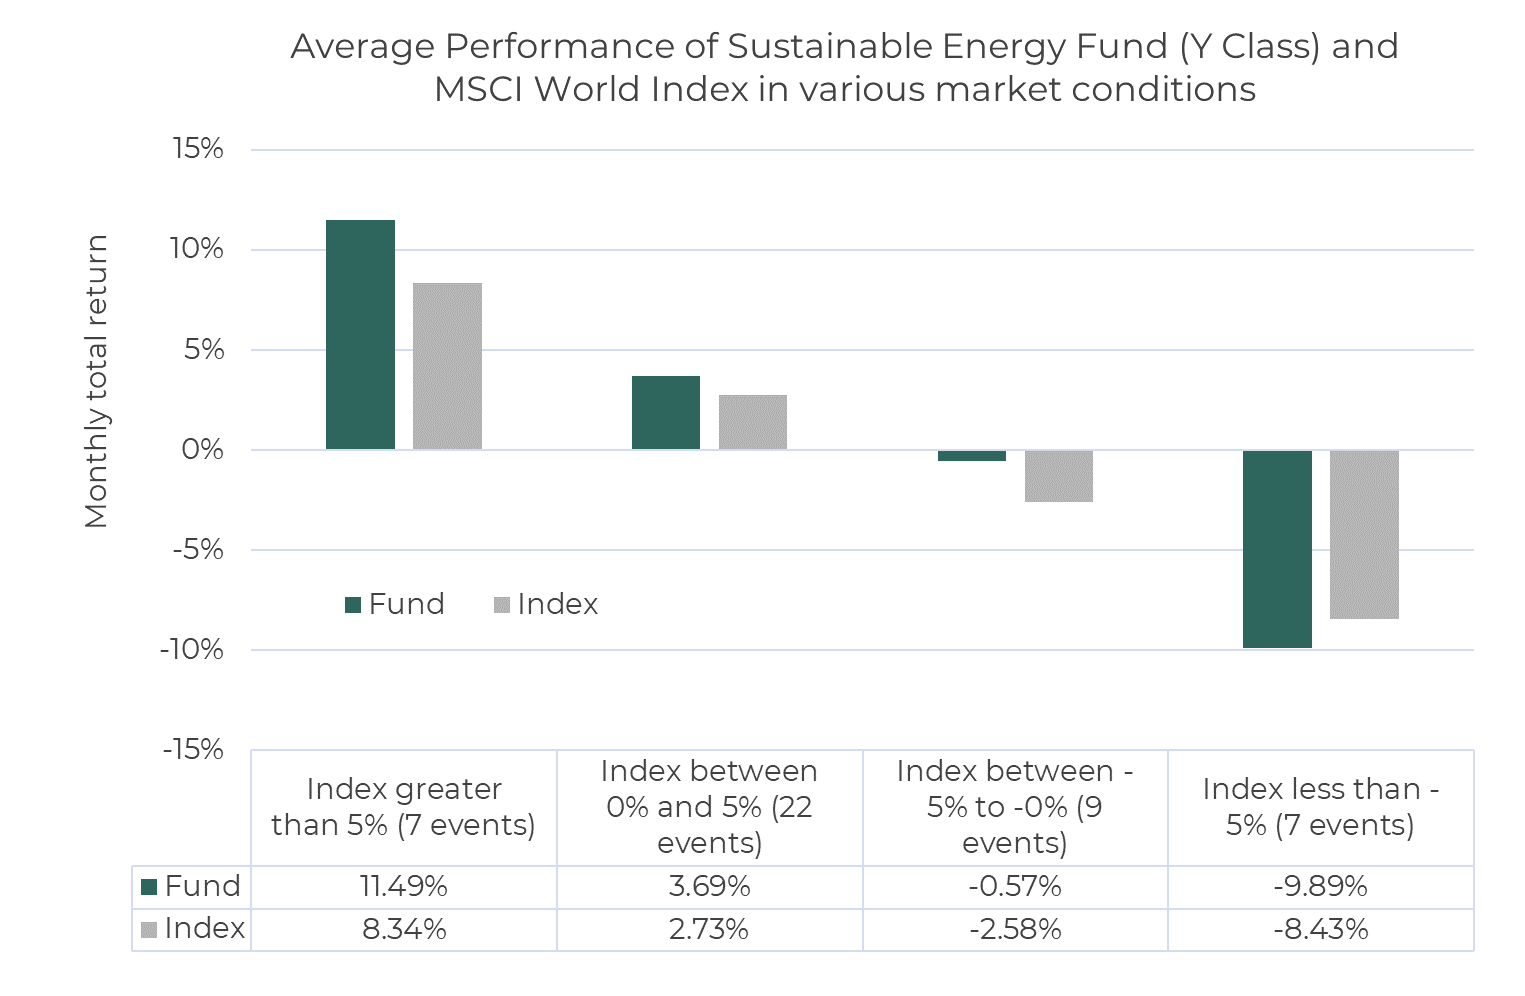 Average Performance of Sustainable Energy Fund (Y Class) and
MSCI World Index in various market conditions
15%
10%
5%
0%
-5%
-10%
-15%
Monthly total return
Fund Index
Index greater
than 5% (7 events)
Index between
0% and 5% (22
events)
Index between -
5% to -0% (9
events)
Index less than -
5% (7 events)
Fund 11.49% 3.69% -0.57% -9.89%
Index 8.34% 2.73% -2.58% -8.43%